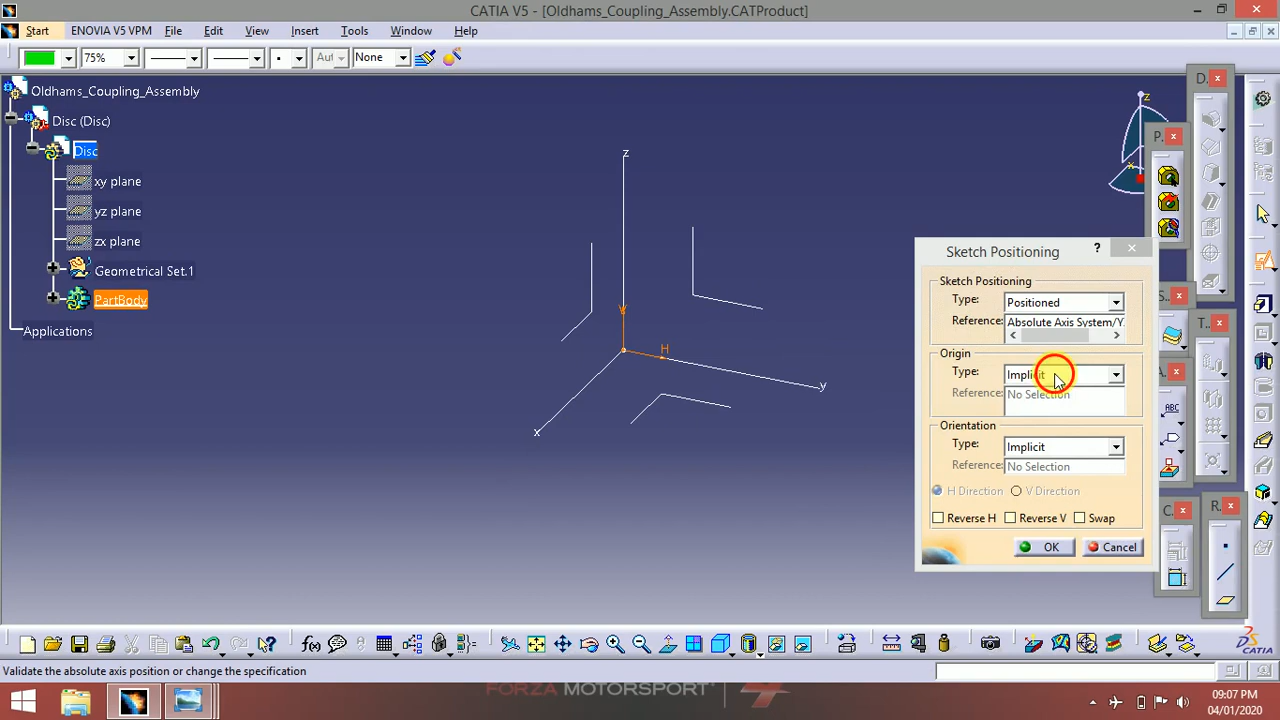 CATIA V5 - [Oldhams_Coupling_Assembly.CATProduct]
Start ENOVIA V5 VPM File Edit View Insert Tools Window Help
75% Aut None
Oldhams_Coupling_Assembly
Disc (Disc)
Disc
xy plane
yz plane
zx plane
Geometrical Set.1
PartBody
Applications
z
V
H
y
x
z
x
D..
P..
S..
T..
A..
C..
R..
ABC
Sketch Positioning ?
Sketch Positioning
Type: Positioned
Reference: Absolute Axis System/Y
Origin
Type: Implicit
Reference: No Selection
Orientation
Type: Implicit
Reference: No Selection
H Direction V Direction
Reverse H Reverse V Swap
OK Cancel
f(x)
CATIA
Validate the absolute axis position or change the specification
FORZA MOTORSPORT
09:07 PM
04/01/2020